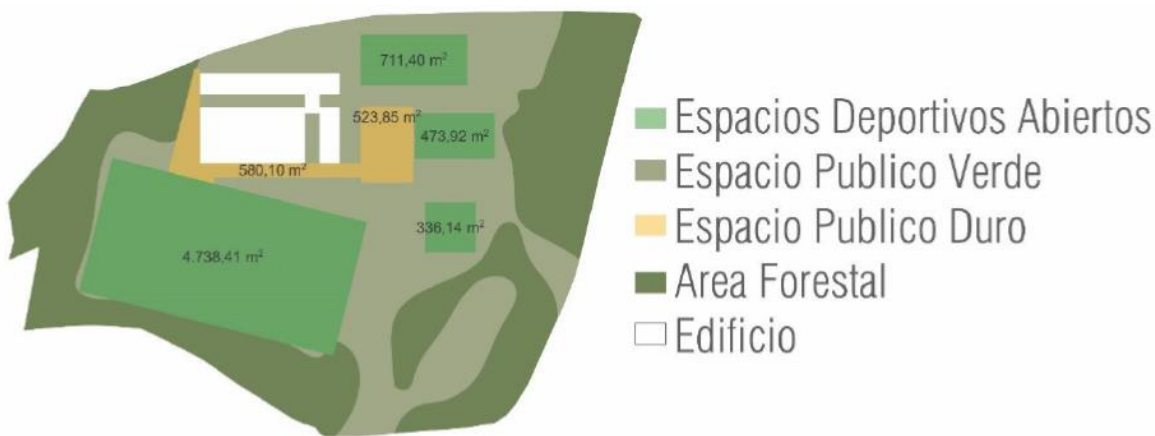 711,40 m²
523,85 m²
473,92 m²
580,10 m²
336,14 m²
4.738,41 m²
Espacios Deportivos Abiertos
Espacio Publico Verde
Espacio Publico Duro
Area Forestal
Edificio